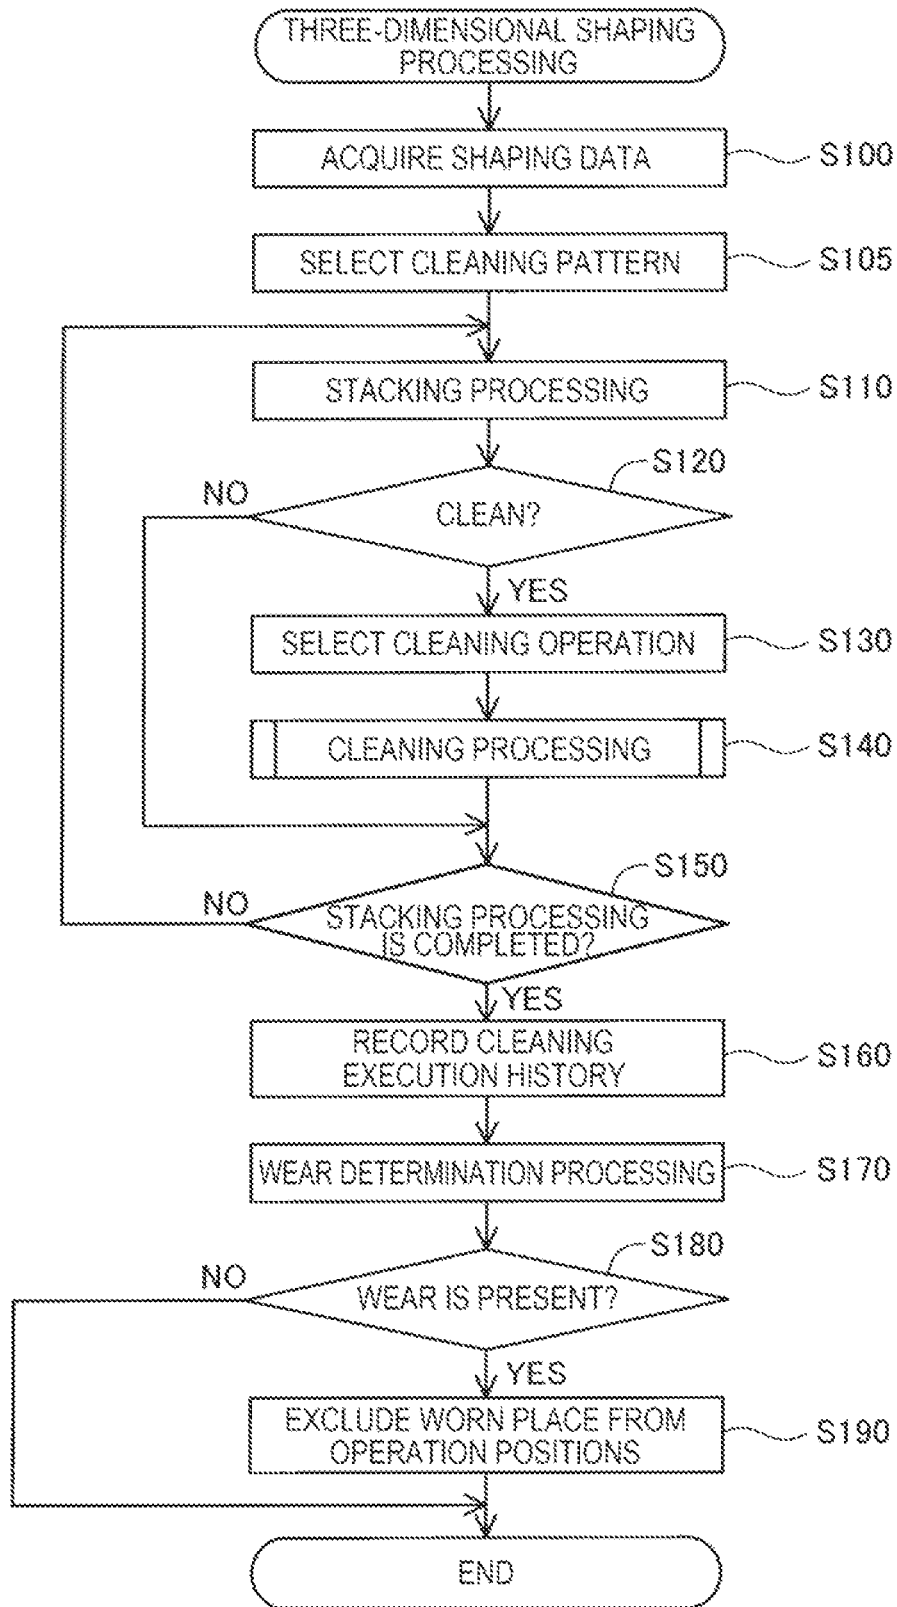 THREE-DIMENSIONAL SHAPING
PROCESSING
ACQUIRE SHAPING DATA
S100
SELECT CLEANING PATTERN
S105
STACKING PROCESSING
S110
S120
NO
CLEAN?
YES
SELECT CLEANING OPERATION
S130
CLEANING PROCESSING
S140
S150
NO
STACKING PROCESSING
IS COMPLETED?
YES
RECORD CLEANING
EXECUTION HISTORY
S160
WEAR DETERMINATION PROCESSING
S170
S180
NO
WEAR IS PRESENT?
YES
EXCLUDE WORN PLACE FROM
OPERATION POSITIONS
S190
END